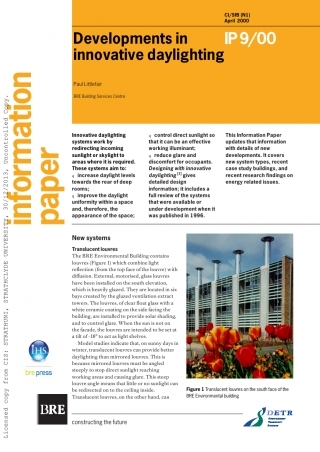 CI/SfB (N1)
April 2000
Developments in
innovative daylighting
IP 9/00
Paul Littlefair
BRE Building Services Centre
information
paper
Licensed copy from CIS: STRATHUNI, STRATHCLYDE UNIVERSITY, 30/12/2013, Uncontrolled Copy.
Innovative daylighting
systems work by
redirecting incoming
sunlight or skylight to
areas where it is required.
These systems aim to:
q increase daylight levels
towards the rear of deep
rooms;
q improve the daylight
uniformity within a space
and, therefore, the
appearance of the space;
q control direct sunlight so
that it can be an effective
working illuminant;
q reduce glare and
discomfort for occupants.
Designing with innovative
daylighting [1] gives
detailed design
information; it includes a
full review of the systems
that were available or
under development when it
was published in 1996.
This Information Paper
updates that information
with details of new
developments. It covers
new system types, recent
case study buildings, and
recent research findings on
energy related issues.
New systems
Translucent louvres
The BRE Environmental Building contains
louvres (Figure 1) which combine light
reflection (from the top face of the louvre) with
diffusion. External, motorised, glass louvres
have been installed on the south elevation,
which is heavily glazed. They are located in six
bays created by the glazed ventilation extract
towers. The louvres, of clear float glass with a
white ceramic coating on the side facing the
building, are installed to provide solar shading,
and to control glare. When the sun is not on
the facade, the louvres are intended to be set at
a tilt of -18° to act as light shelves.
Model studies indicate that, on sunny days in
winter, translucent louvres can provide better
daylighting than mirrored louvres. This is
because mirrored louvres must be angled
steeply to stop direct sunlight reaching
working areas and causing glare. This steep
louvre angle means that little or no sunlight can
be redirected on to the ceiling inside.
Translucent louvres, on the other hand, can
Figure 1 Translucent louvres on the south face of the
BRE Environmental building
IHS
bre press
BRE
constructing the future
DETR